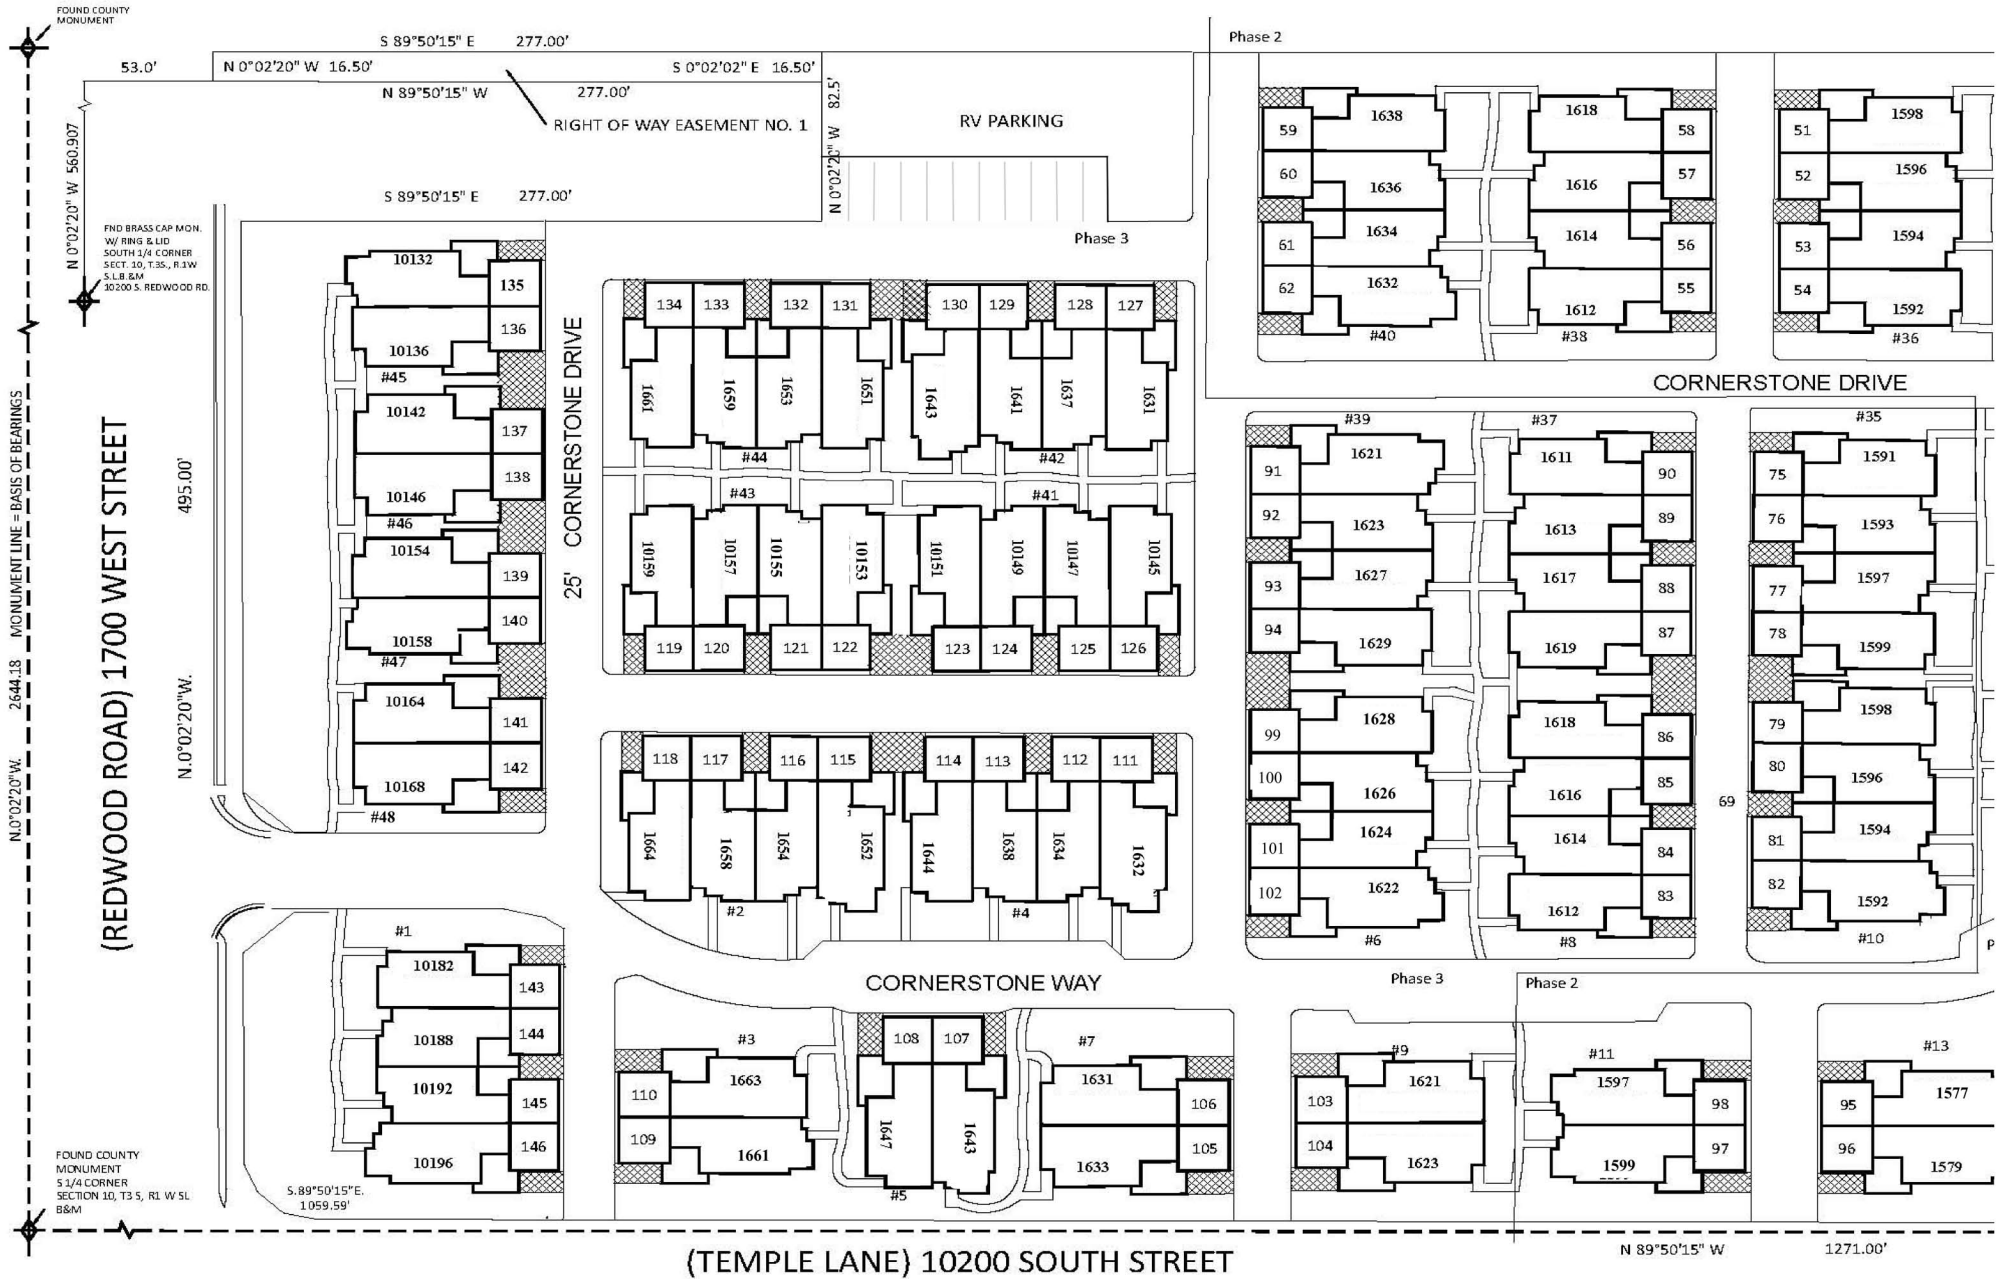 FOUND COUNTY
MONUMENT
S 89°50'15" E 277.00'
Phase 2
53.0'
N 0°02'20" W 16.50'
S 0°02'02" E 16.50'
N 89°50'15" W 277.00'
RIGHT OF WAY EASEMENT NO. 1
N 0°02'20" W 82.5'
RV PARKING
N 0°02'20" W 560.907
S 89°50'15" E 277.00'
FND BRASS CAP MON.
W/ RING & LID
SOUTH 1/4 CORNER
SECT. 10, T.3S., R.1W
S.L.B.&M
10200 S. REDWOOD RD.
Phase 3
59 1638 1618 58 51 1598
60 1636 1616 57 52 1596
61 1634 1614 56 53 1594
62 1632 1612 55 54 1592
#40 #38 #36
CORNERSTONE DRIVE
10132 135
136
10136
#45
10142 137
138
10146
#46
10154 139
140
10158
#47
10164 141
142
10168
#48
25' CORNERSTONE DRIVE
134 133 132 131 130 129 128 127
1661 1659 1653 1651 1643 1641 1637 1631
#44 #42
#43 #41
10159 10157 10155 10153 10151 10149 10147 10145
119 120 121 122 123 124 125 126
118 117 116 115 114 113 112 111
1664 1658 1654 1652 1644 1638 1634 1632
#2 #4
#39 #37 #35
91 1621 1611 90 75 1591
92 1623 1613 89 76 1593
93 1627 1617 88 77 1597
94 1629 1619 87 78 1599
99 1628 1618 86 79 1598
100 1626 1616 85 80 1596
69
101 1624 1614 84 81 1594
102 1622 1612 83 82 1592
#6 #8 #10
P
MONUMENT LINE = BASIS OF BEARINGS
2644.18
N.0°02'20"W.
(REDWOOD ROAD) 1700 WEST STREET
495.00'
N.0°02'20"W.
CORNERSTONE WAY
Phase 3
Phase 2
#1
10182 143
10188 144
10192 145
10196 146
#3
110 1663
109 1661
108 107
1647 1643
#5
#7
1631 106
1633 105
#9
103 1621
104 1623
#11
1597 98
1599 97
#13
95 1577
96 1579
FOUND COUNTY
MONUMENT
S 1/4 CORNER
SECTION 10, T3 S, R1 W SL
B&M
S.89°50'15"E.
1059.59'
(TEMPLE LANE) 10200 SOUTH STREET
N 89°50'15" W 1271.00'